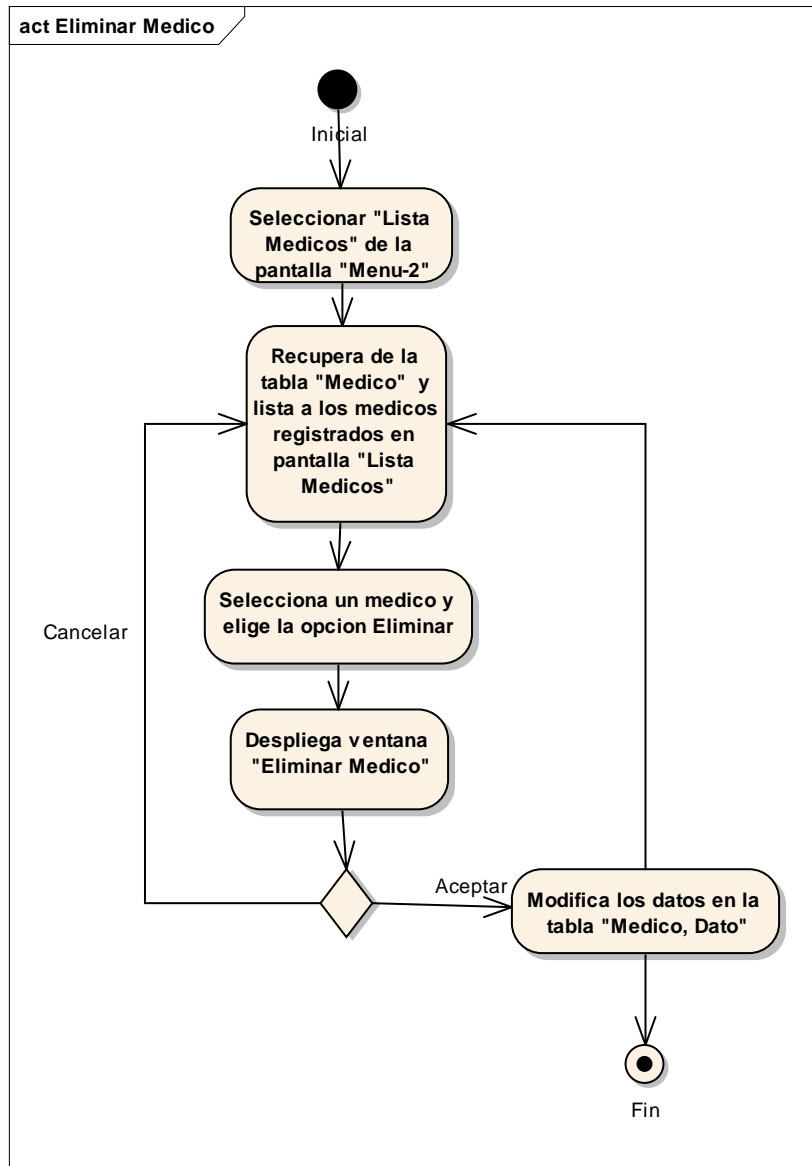 act Eliminar Medico
Inicial
Seleccionar "Lista
Medicos" de la
pantalla "Menu-2"
Recupera de la
tabla "Medico" y
lista a los medicos
registrados en
pantalla "Lista
Medicos"
Selecciona un medico y
elige la opcion Eliminar
Cancelar
Despliega ventana
"Eliminar Medico"
Aceptar
Modifica los datos en la
tabla "Medico, Dato"
Fin